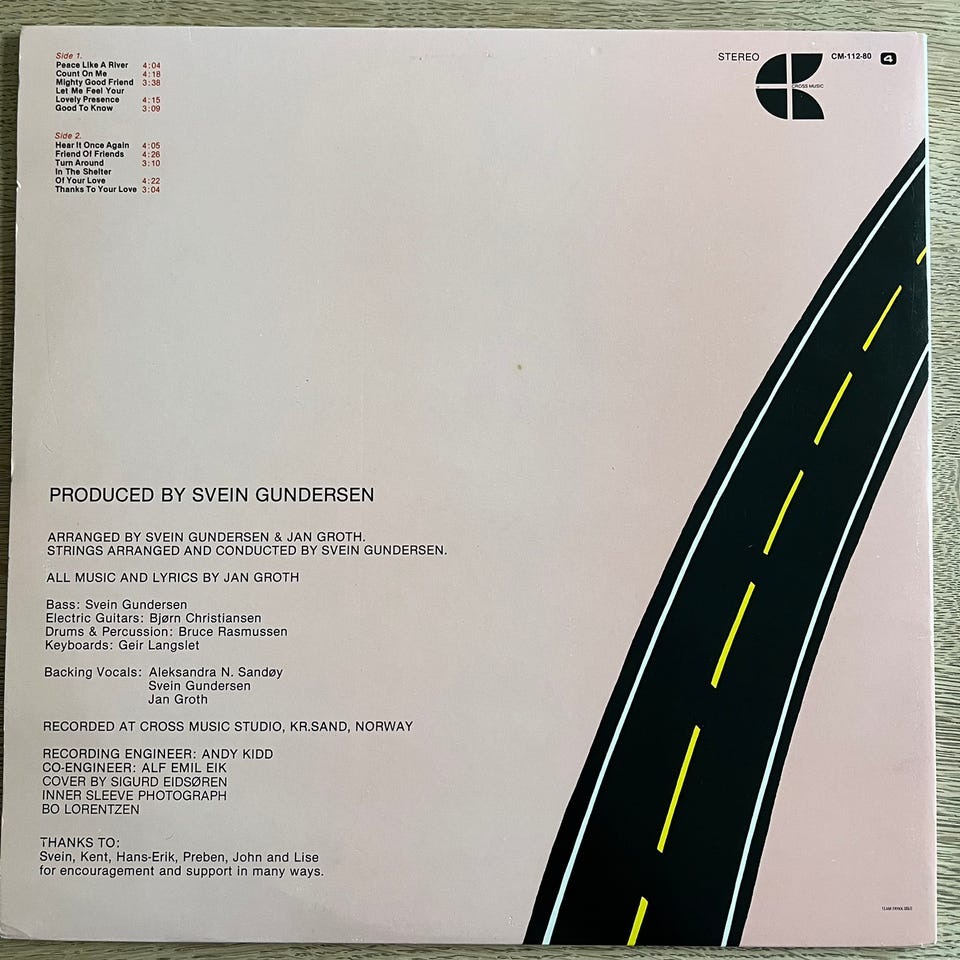 Side 1.
Peace Like A River 4:04
Count On Me 4:18
Mighty Good Friend 3:38
Let Me Feel Your
Lovely Presence 4:15
Good To Know 3:09
Side 2.
Hear It Once Again 4:05
Friend Of Friends 4:26
Turn Around 3:10
In The Shelter
Of Your Love 4:22
Thanks To Your Love 3:04
STEREO
CROSS MUSIC
CM-112-80 4
PRODUCED BY SVEIN GUNDERSEN
ARRANGED BY SVEIN GUNDERSEN & JAN GROTH.
STRINGS ARRANGED AND CONDUCTED BY SVEIN GUNDERSEN.
ALL MUSIC AND LYRICS BY JAN GROTH
Bass: Svein Gundersen
Electric Guitars: Bjørn Christiansen
Drums & Percussion: Bruce Rasmussen
Keyboards: Geir Langslet
Backing Vocals: Aleksandra N. Sandøy
Svein Gundersen
Jan Groth
RECORDED AT CROSS MUSIC STUDIO, KR.SAND, NORWAY
RECORDING ENGINEER: ANDY KIDD
CO-ENGINEER: ALF EMIL EIK
COVER BY SIGURD EIDSØREN
INNER SLEEVE PHOTOGRAPH
BO LORENTZEN
THANKS TO:
Svein, Kent, Hans-Erik, Preben, John and Lise
for encouragement and support in many ways.